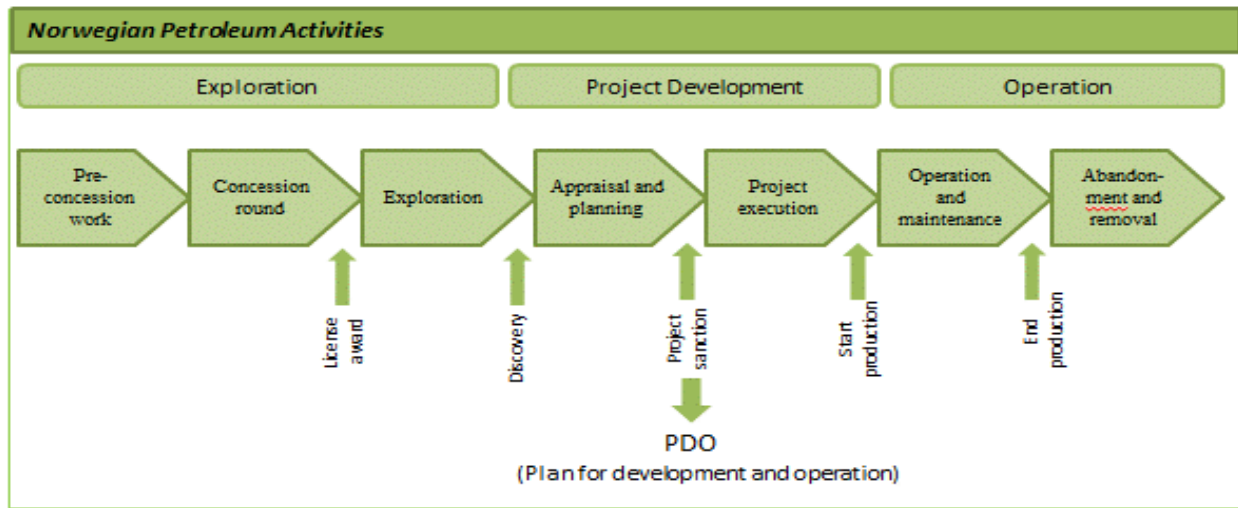 Norwegian Petroleum Activities
Exploration
Project Development
Operation
Pre-
concession
work
Concession
round
Exploration
Appraisal and
planning
Project
execution
Operation
and
maintenance
Abandon-
ment and
removal
License
award
Discovery
Project
sanction
Start
production
End
production
PDO
(Plan for development and operation)